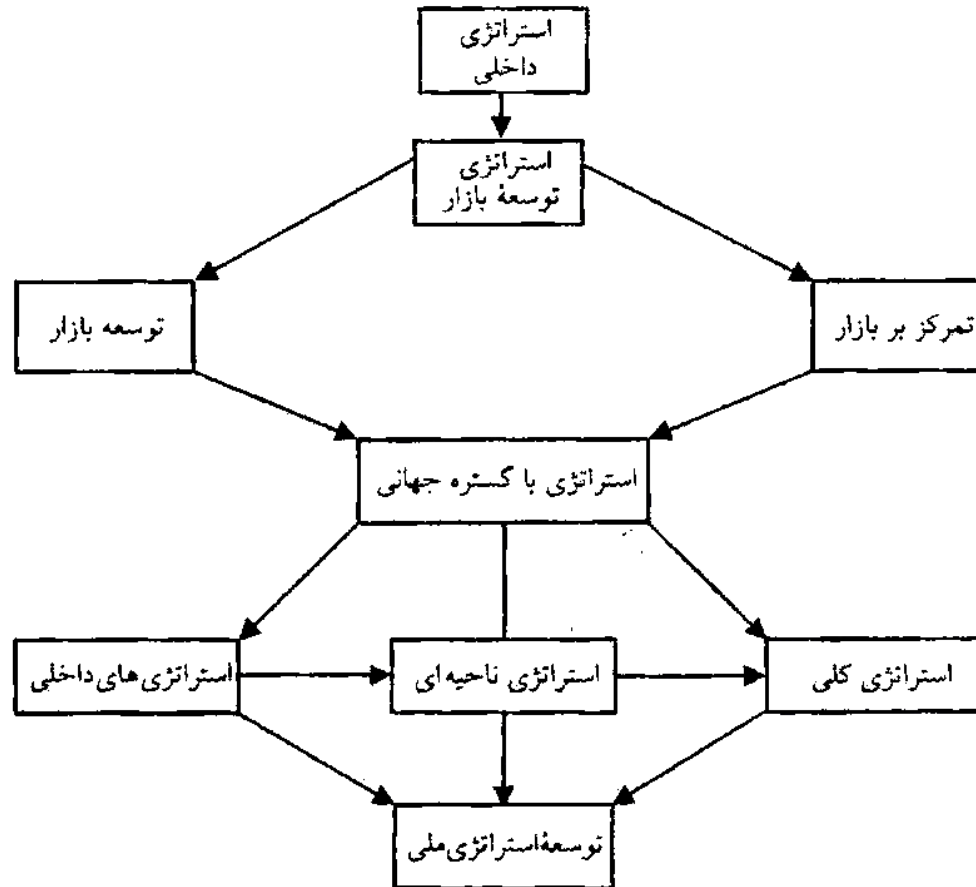 استراتژی
داخلی
استراتژی
توسعهٔ بازار
تمرکز بر بازار
توسعه بازار
استراتژی با گستره جهانی
استراتژی کلی
استراتژی ناحیه‌ای
استراتژی‌های داخلی
توسعهٔ استراتژی ملی